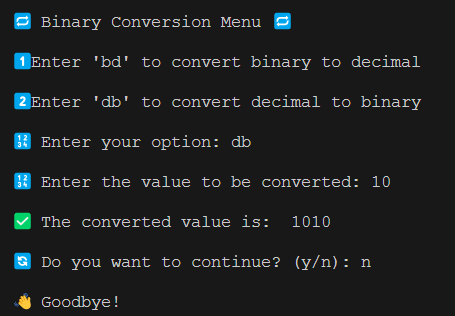 🔁 Binary Conversion Menu 🔁
1️⃣Enter 'bd' to convert binary to decimal
2️⃣Enter 'db' to convert decimal to binary
🔢 Enter your option: db
🔢 Enter the value to be converted: 10
✅ The converted value is:  1010
🔄 Do you want to continue? (y/n): n
👋 Goodbye!